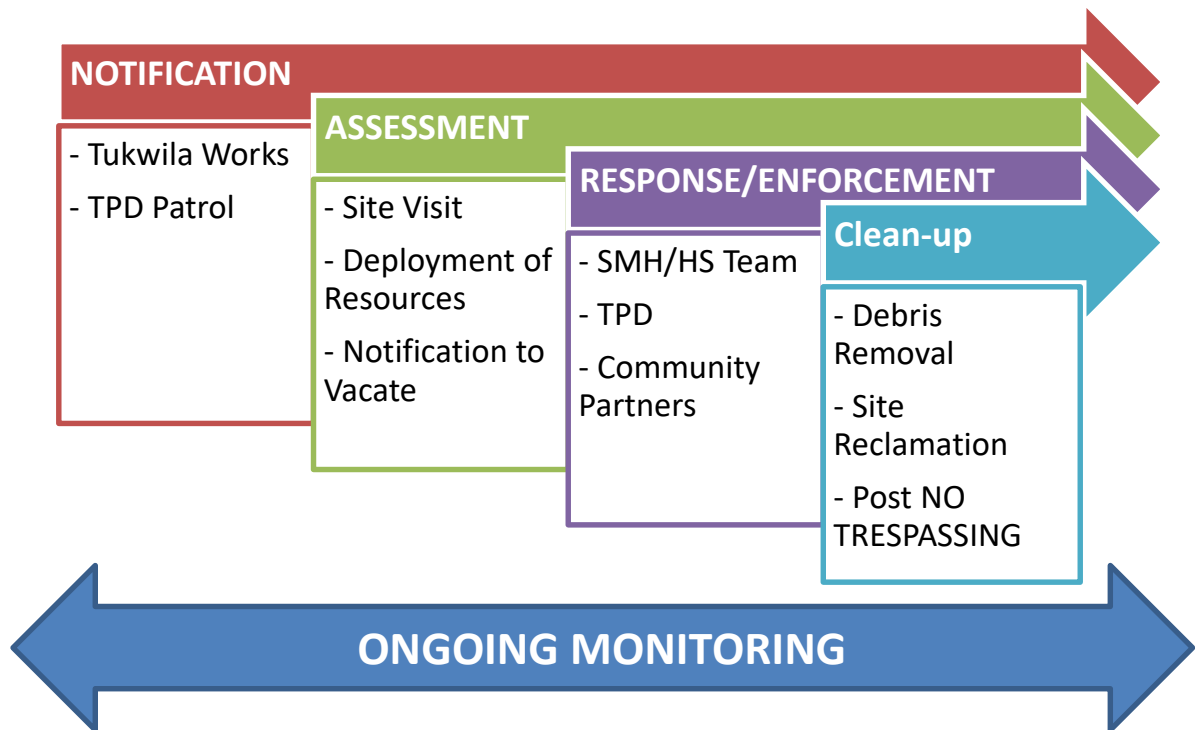 NOTIFICATION
- Tukwila Works
- TPD Patrol
ASSESSMENT
- Site Visit
- Deployment of
Resources
- Notification to
Vacate
RESPONSE/ENFORCEMENT
- SMH/HS Team
- TPD
- Community
Partners
Clean-up
- Debris
Removal
- Site
Reclamation
- Post NO
TRESPASSING
ONGOING MONITORING